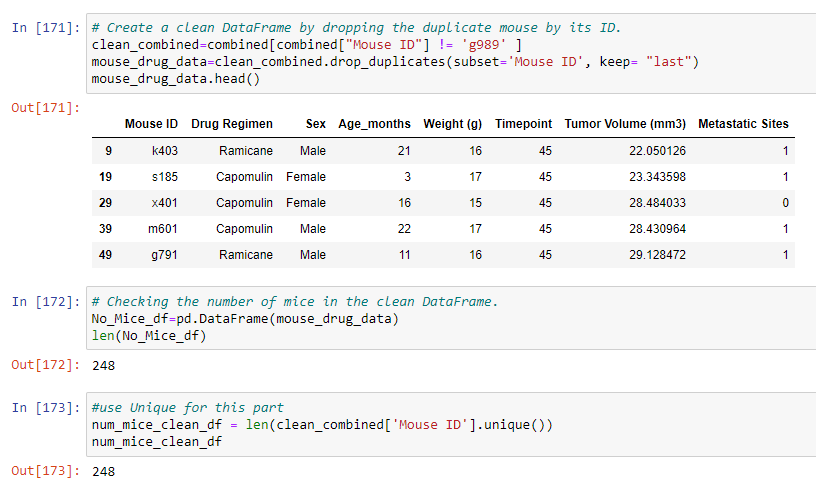 In [171]: # Create a clean DataFrame by dropping the duplicate mouse by its ID.
clean_combined=combined[combined["Mouse ID"] != 'g989' ]
mouse_drug_data=clean_combined.drop_duplicates(subset='Mouse ID', keep= "last")
mouse_drug_data.head()
Out[171]:
Mouse ID Drug Regimen Sex Age_months Weight (g) Timepoint Tumor Volume (mm3) Metastatic Sites
9 k403 Ramicane Male 21 16 45 22.050126 1
19 s185 Capomulin Female 3 17 45 23.343598 1
29 x401 Capomulin Female 16 15 45 28.484033 0
39 m601 Capomulin Male 22 17 45 28.430964 1
49 g791 Ramicane Male 11 16 45 29.128472 1
In [172]: # Checking the number of mice in the clean DataFrame.
No_Mice_df=pd.DataFrame(mouse_drug_data)
len(No_Mice_df)
Out[172]: 248
In [173]: #use Unique for this part
num_mice_clean_df = len(clean_combined['Mouse ID'].unique())
num_mice_clean_df
Out[173]: 248